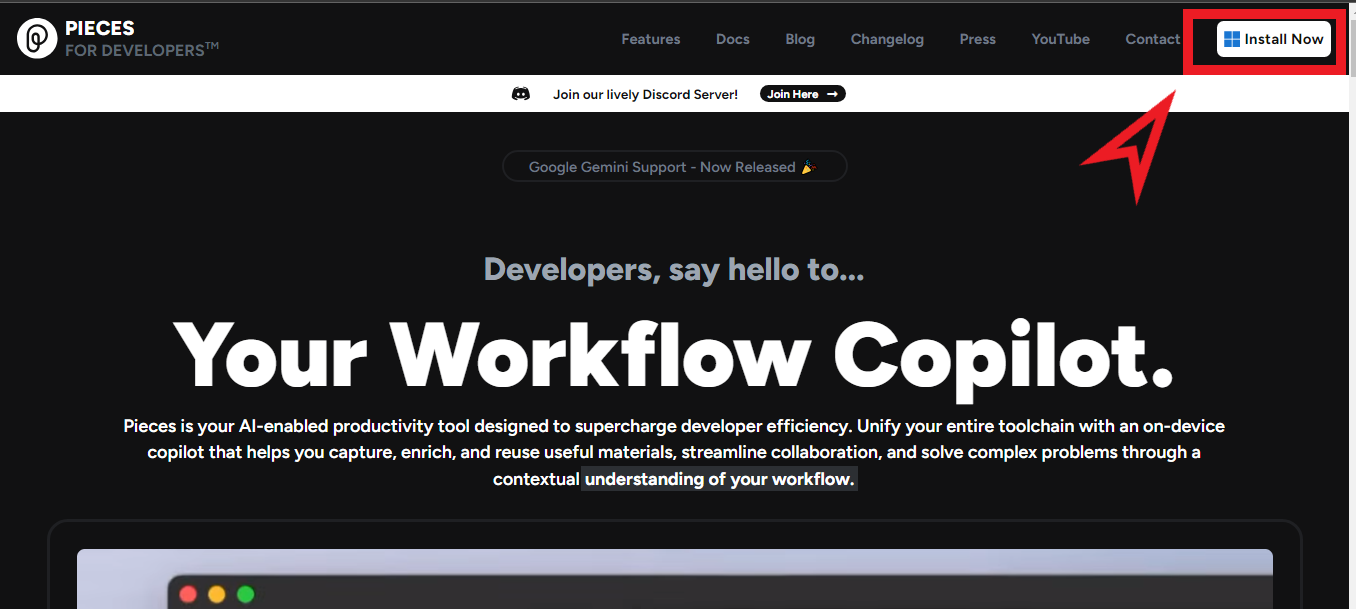 PIECES
FOR DEVELOPERS™
Features Docs Blog Changelog Press YouTube Contact Install Now
Join our lively Discord Server! Join Here →
Google Gemini Support - Now Released 🎉
Developers, say hello to...
Your Workflow Copilot.
Pieces is your AI-enabled productivity tool designed to supercharge developer efficiency. Unify your entire toolchain with an on-device
copilot that helps you capture, enrich, and reuse useful materials, streamline collaboration, and solve complex problems through a
contextual understanding of your workflow.